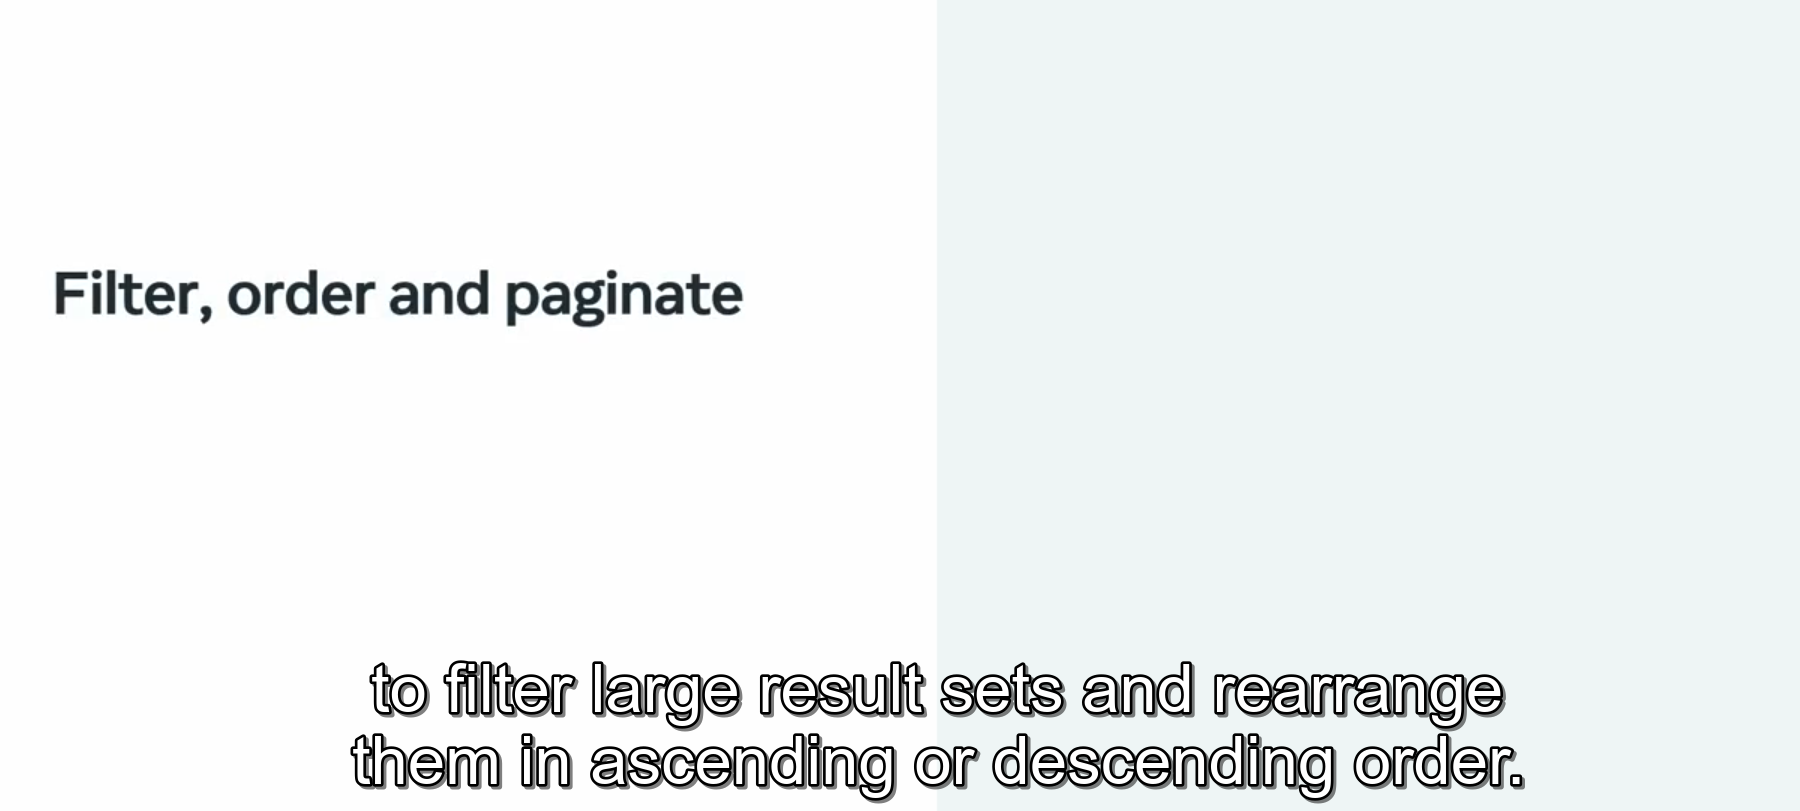 Filter, order and paginate
to filter large result sets and rearrange
them in ascending or descending order.